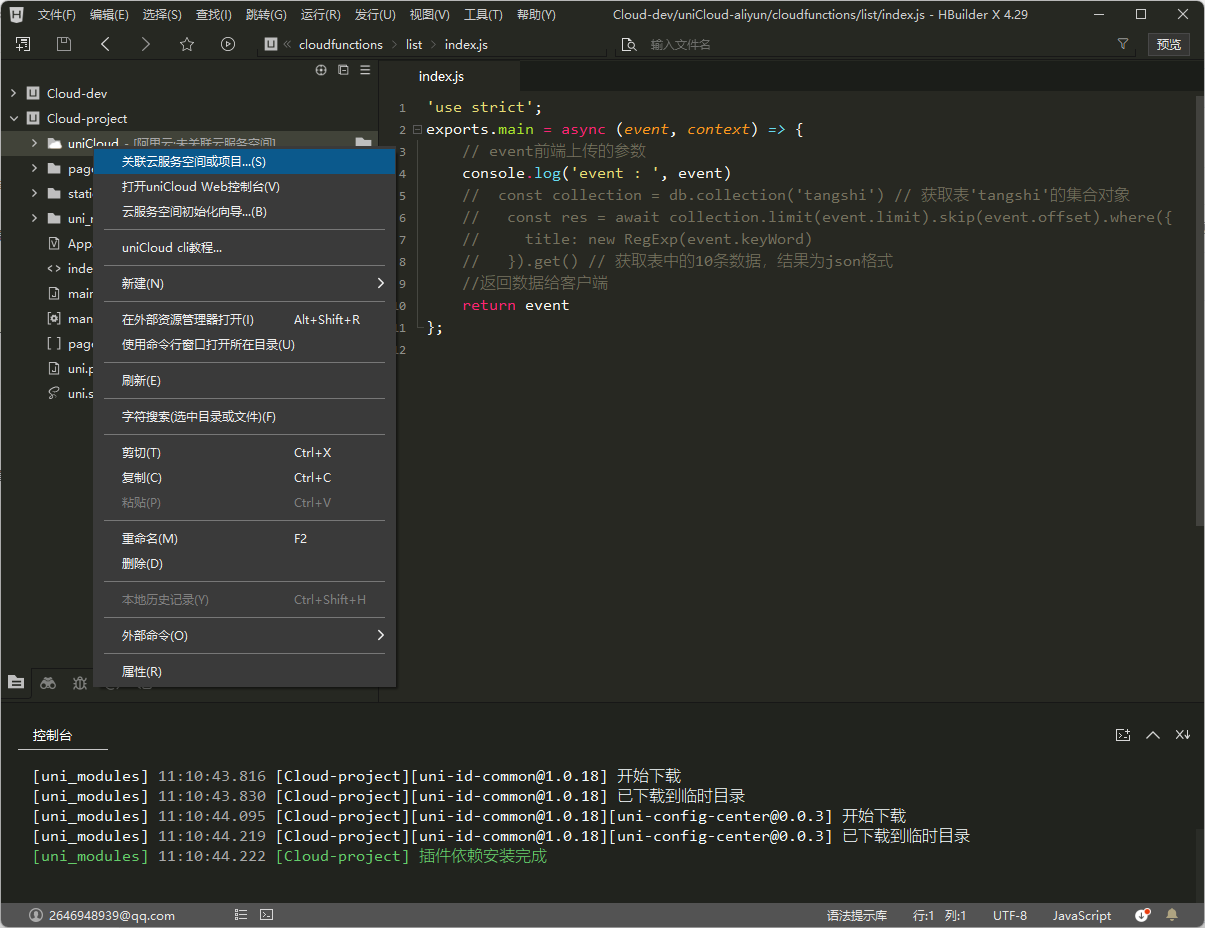 文件(F) 编辑(E) 选择(S) 查找(I) 跳转(G) 运行(R) 发行(U) 视图(V) 工具(T) 帮助(Y) Cloud-dev/uniCloud-aliyun/cloudfunctions/list/index.js - HBuilder X 4.29
cloudfunctions list index.js 输入文件名 预览
Cloud-dev
Cloud-project
uniCloud - [阿里云:未关联云服务空间]
page
stati
uni_r
App
inde
main
man
page
uni.p
uni.s
关联云服务空间或项目...(S)
打开uniCloud Web控制台(V)
云服务空间初始化向导...(B)
uniCloud cli教程...
新建(N)
在外部资源管理器打开(I) Alt+Shift+R
使用命令行窗口打开所在目录(U)
刷新(E)
字符搜索(选中目录或文件)(F)
剪切(T) Ctrl+X
复制(C) Ctrl+C
粘贴(P) Ctrl+V
重命名(M) F2
删除(D)
本地历史记录(Y) Ctrl+Shift+H
外部命令(O)
属性(R)
index.js
1 'use strict';
2 exports.main = async (event, context) => {
3 // event前端上传的参数
4 console.log('event : ', event)
5 // const collection = db.collection('tangshi') // 获取表'tangshi'的集合对象
6 // const res = await collection.limit(event.limit).skip(event.offset).where({
7 // title: new RegExp(event.keyWord)
8 // }).get() // 获取表中的10条数据，结果为json格式
9 //返回数据给客户端
10 return event
11 };
12
控制台
[uni_modules] 11:10:43.816 [Cloud-project][uni-id-common@1.0.18] 开始下载
[uni_modules] 11:10:43.830 [Cloud-project][uni-id-common@1.0.18] 已下载到临时目录
[uni_modules] 11:10:44.095 [Cloud-project][uni-id-common@1.0.18][uni-config-center@0.0.3] 开始下载
[uni_modules] 11:10:44.219 [Cloud-project][uni-id-common@1.0.18][uni-config-center@0.0.3] 已下载到临时目录
[uni_modules] 11:10:44.222 [Cloud-project] 插件依赖安装完成
2646948939@qq.com 语法提示库 行:1 列:1 UTF-8 JavaScript